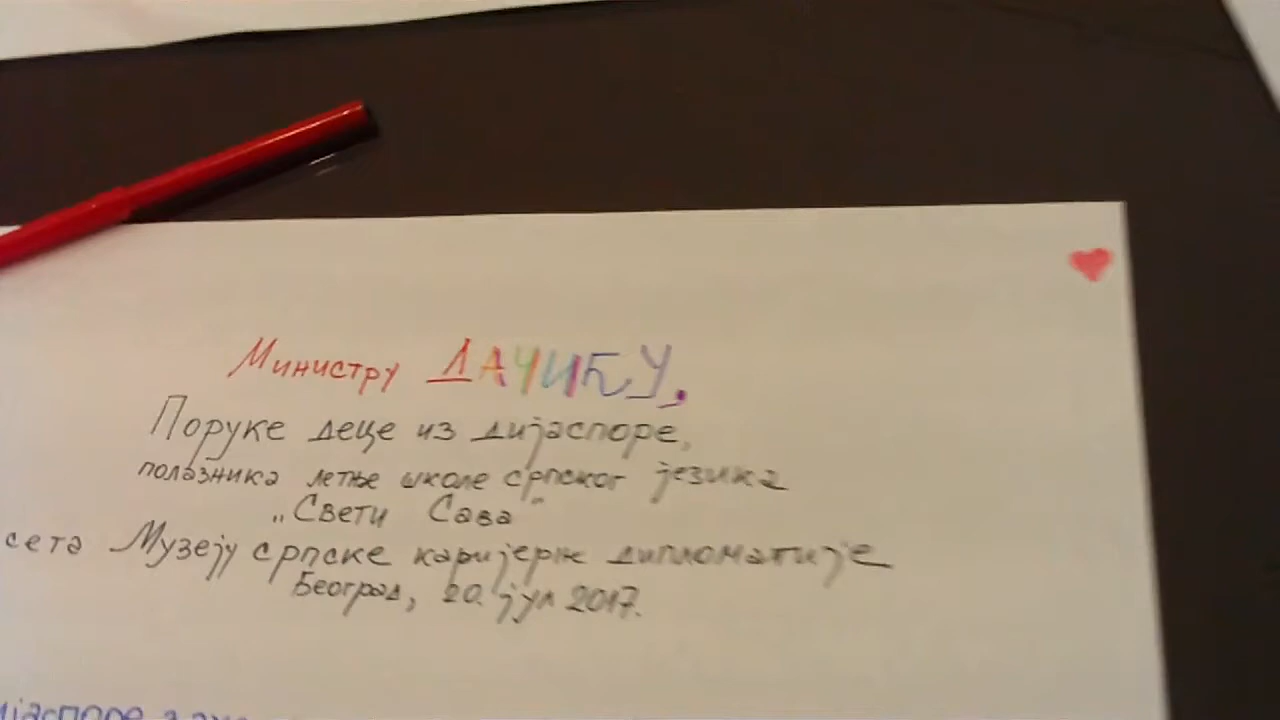 Министру ДАЧИЋУ,
Поруке деце из дијаспоре,
полазника летње школе српског језика
„Свети Сава"
сета Музеју српске каријерне дипломатије
Београд, 20. јул 2017.